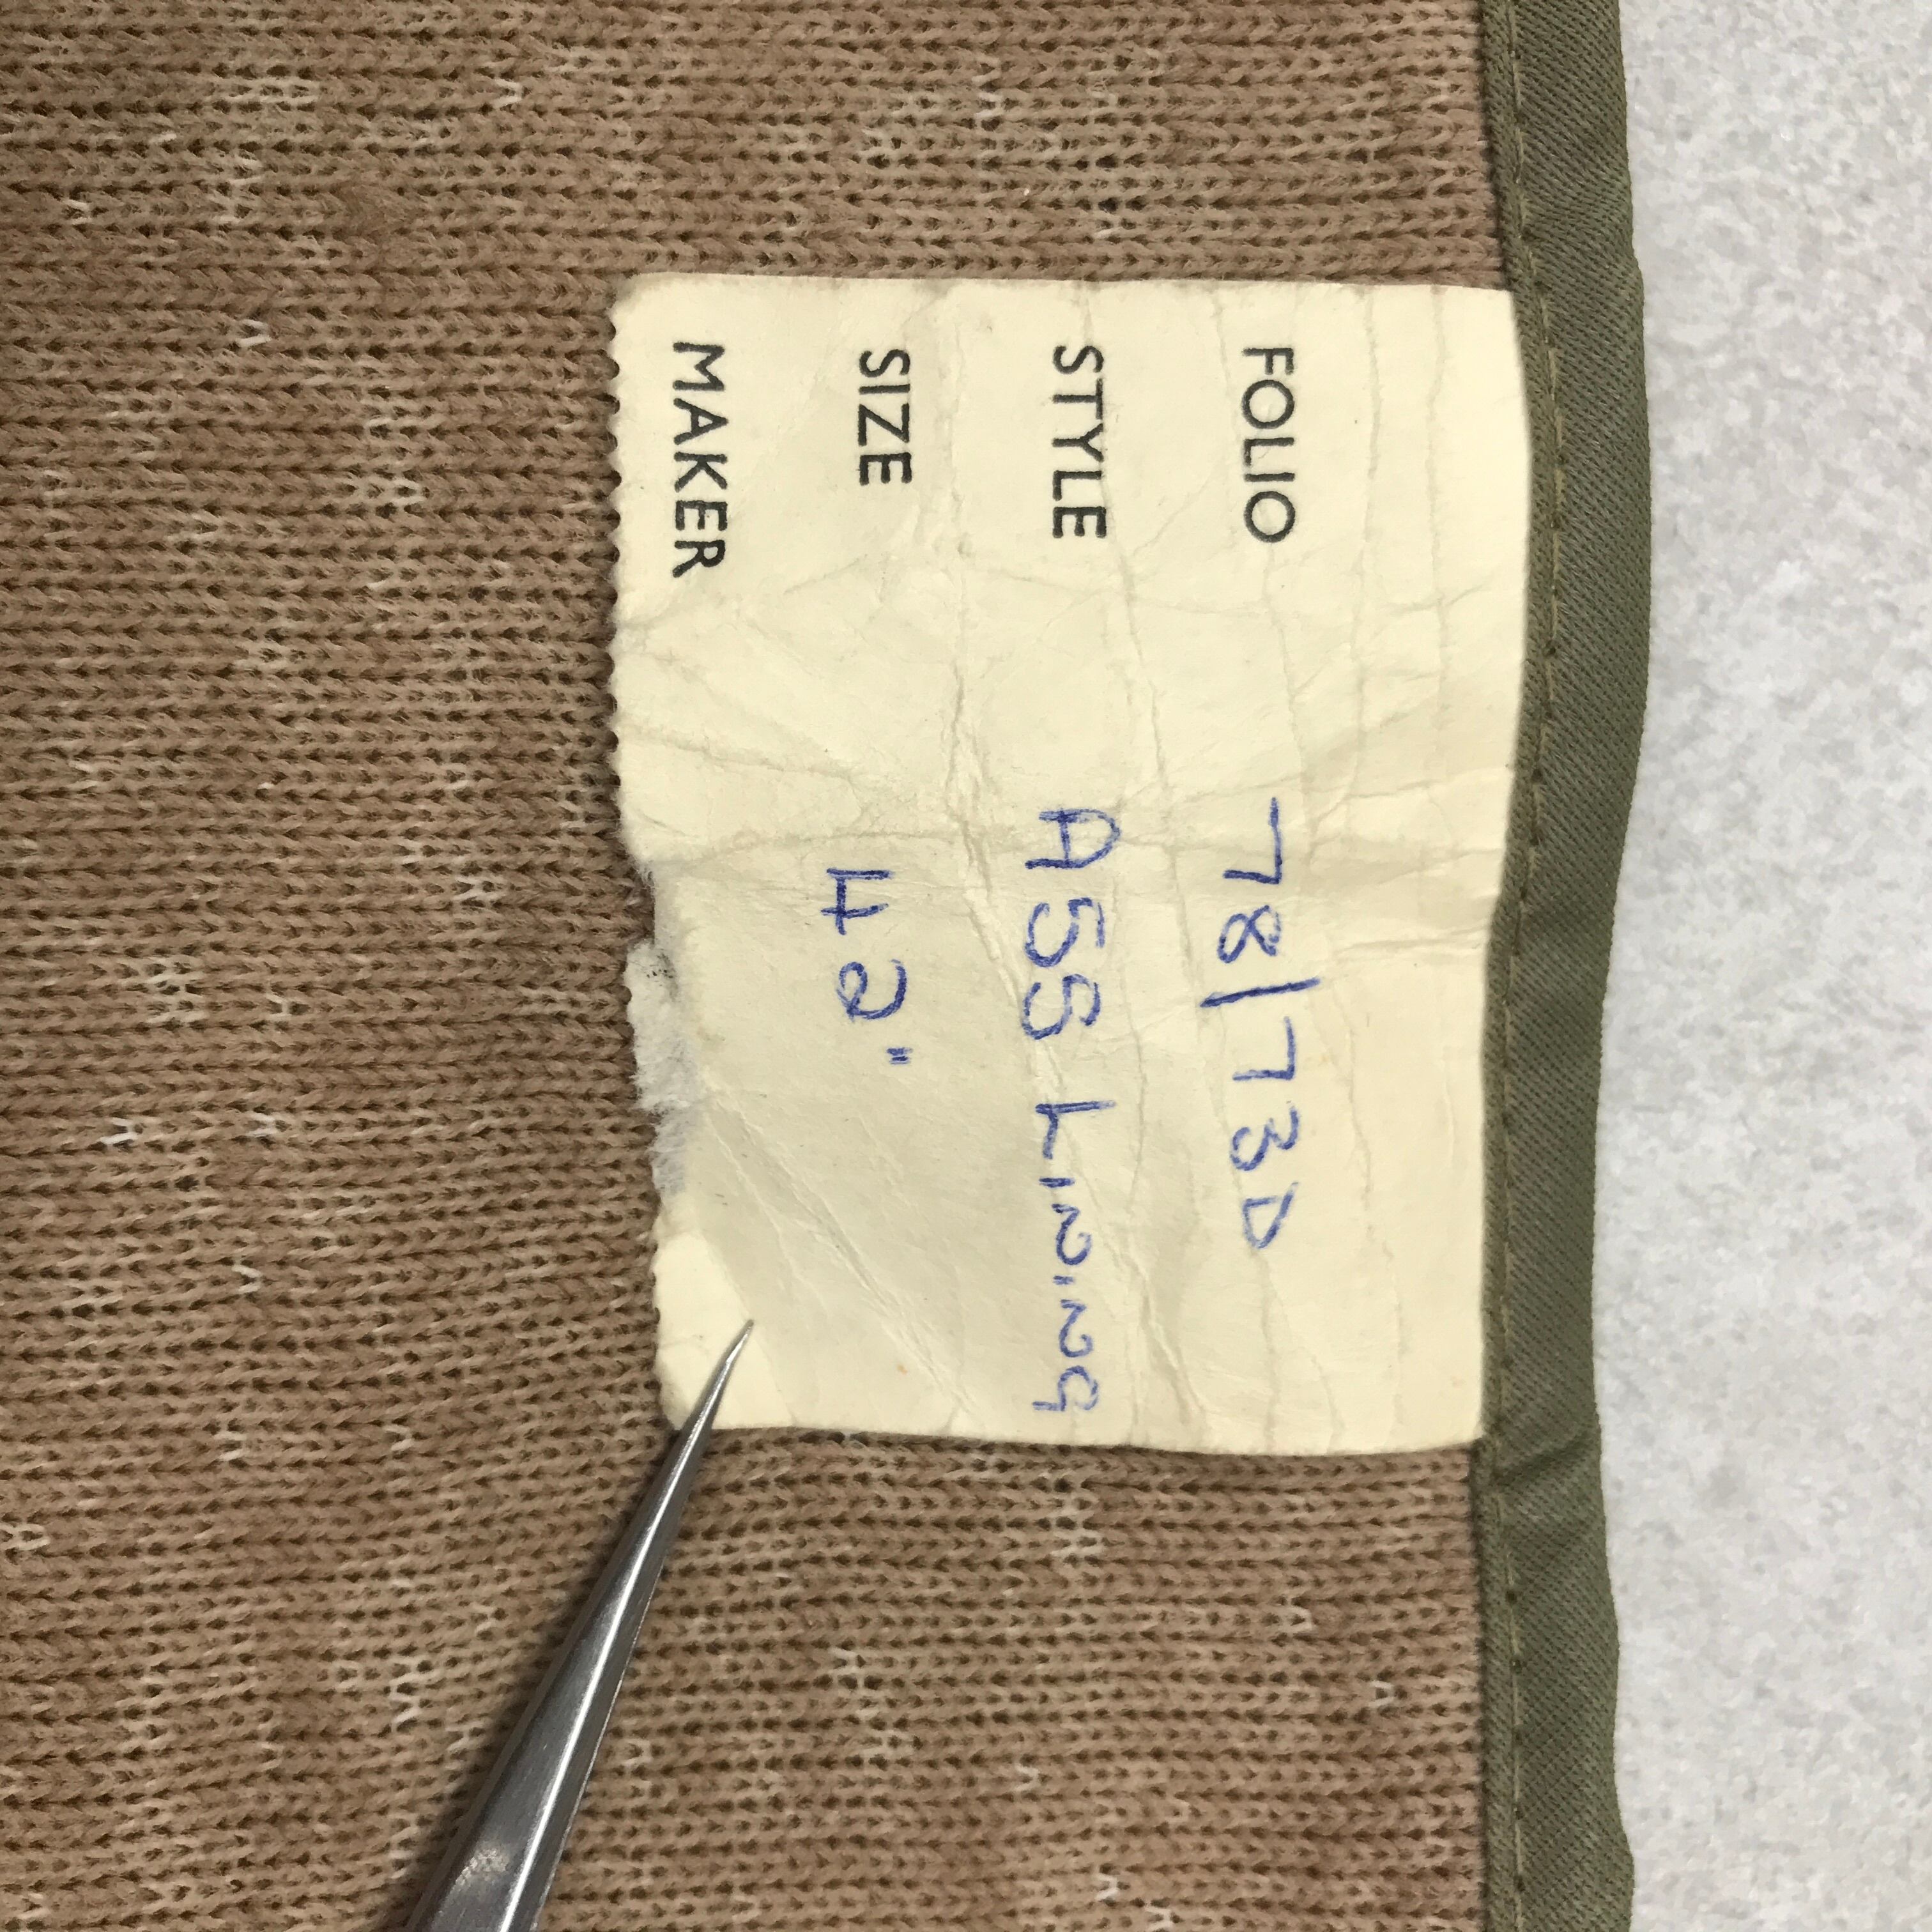 FOLIO 78/73D
STYLE A55 Lining
SIZE 42"
MAKER